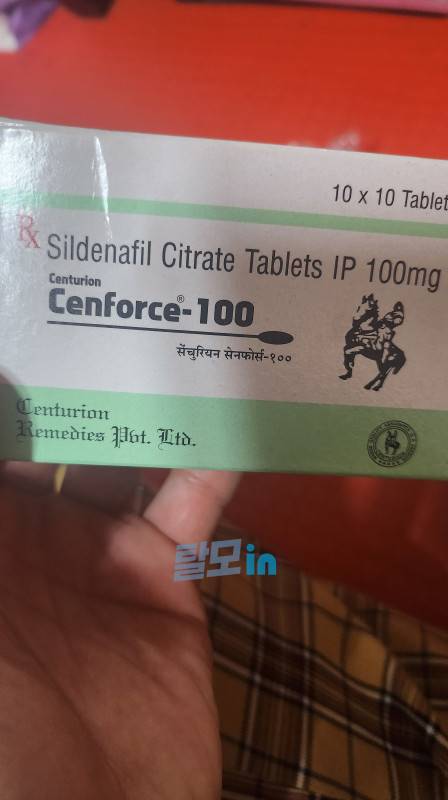 10 x 10 Tablet
Rx Sildenafil Citrate Tablets IP 100mg
Centurion
Cenforce®-100
सेंचुरियन सेनफोर्स-१००
Centurion
Remedies Pvt. Ltd.
랄모in